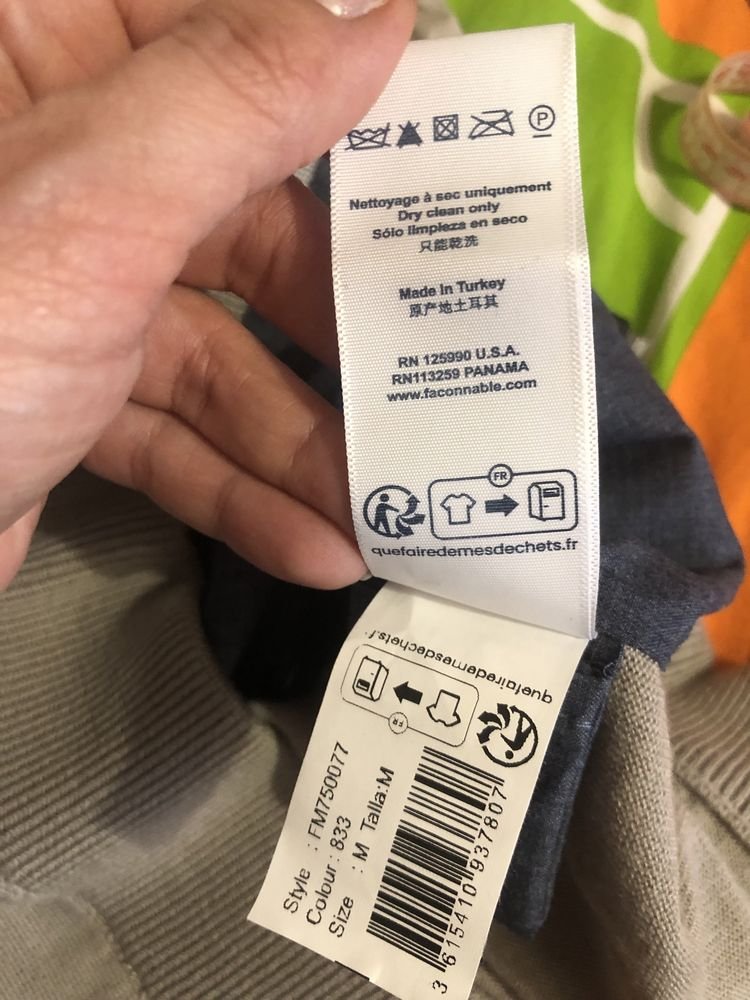 P
Nettoyage à sec uniquement
Dry clean only
Sólo limpieza en seco
只能乾洗
Made in Turkey
原产地土耳其
RN 125990 U.S.A.
RN113259 PANAMA
www.faconnable.com
FR
quefairedemesdechets.fr
quefairedemesdechets.f
FR
Style : FM750077
Colour : 833
Size : M Talla:M
3 615410 937807